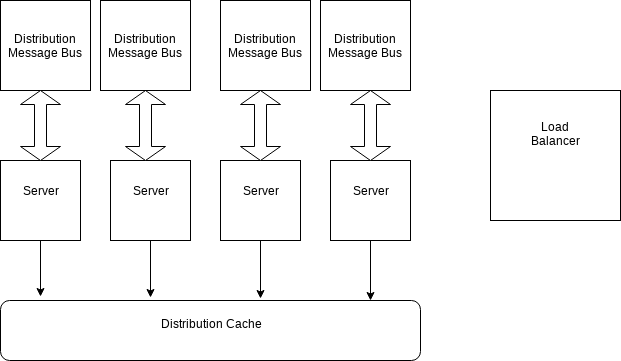 Distribution
Message Bus
Distribution
Message Bus
Distribution
Message Bus
Distribution
Message Bus
Load
Balancer
Server
Server
Server
Server
Distribution Cache